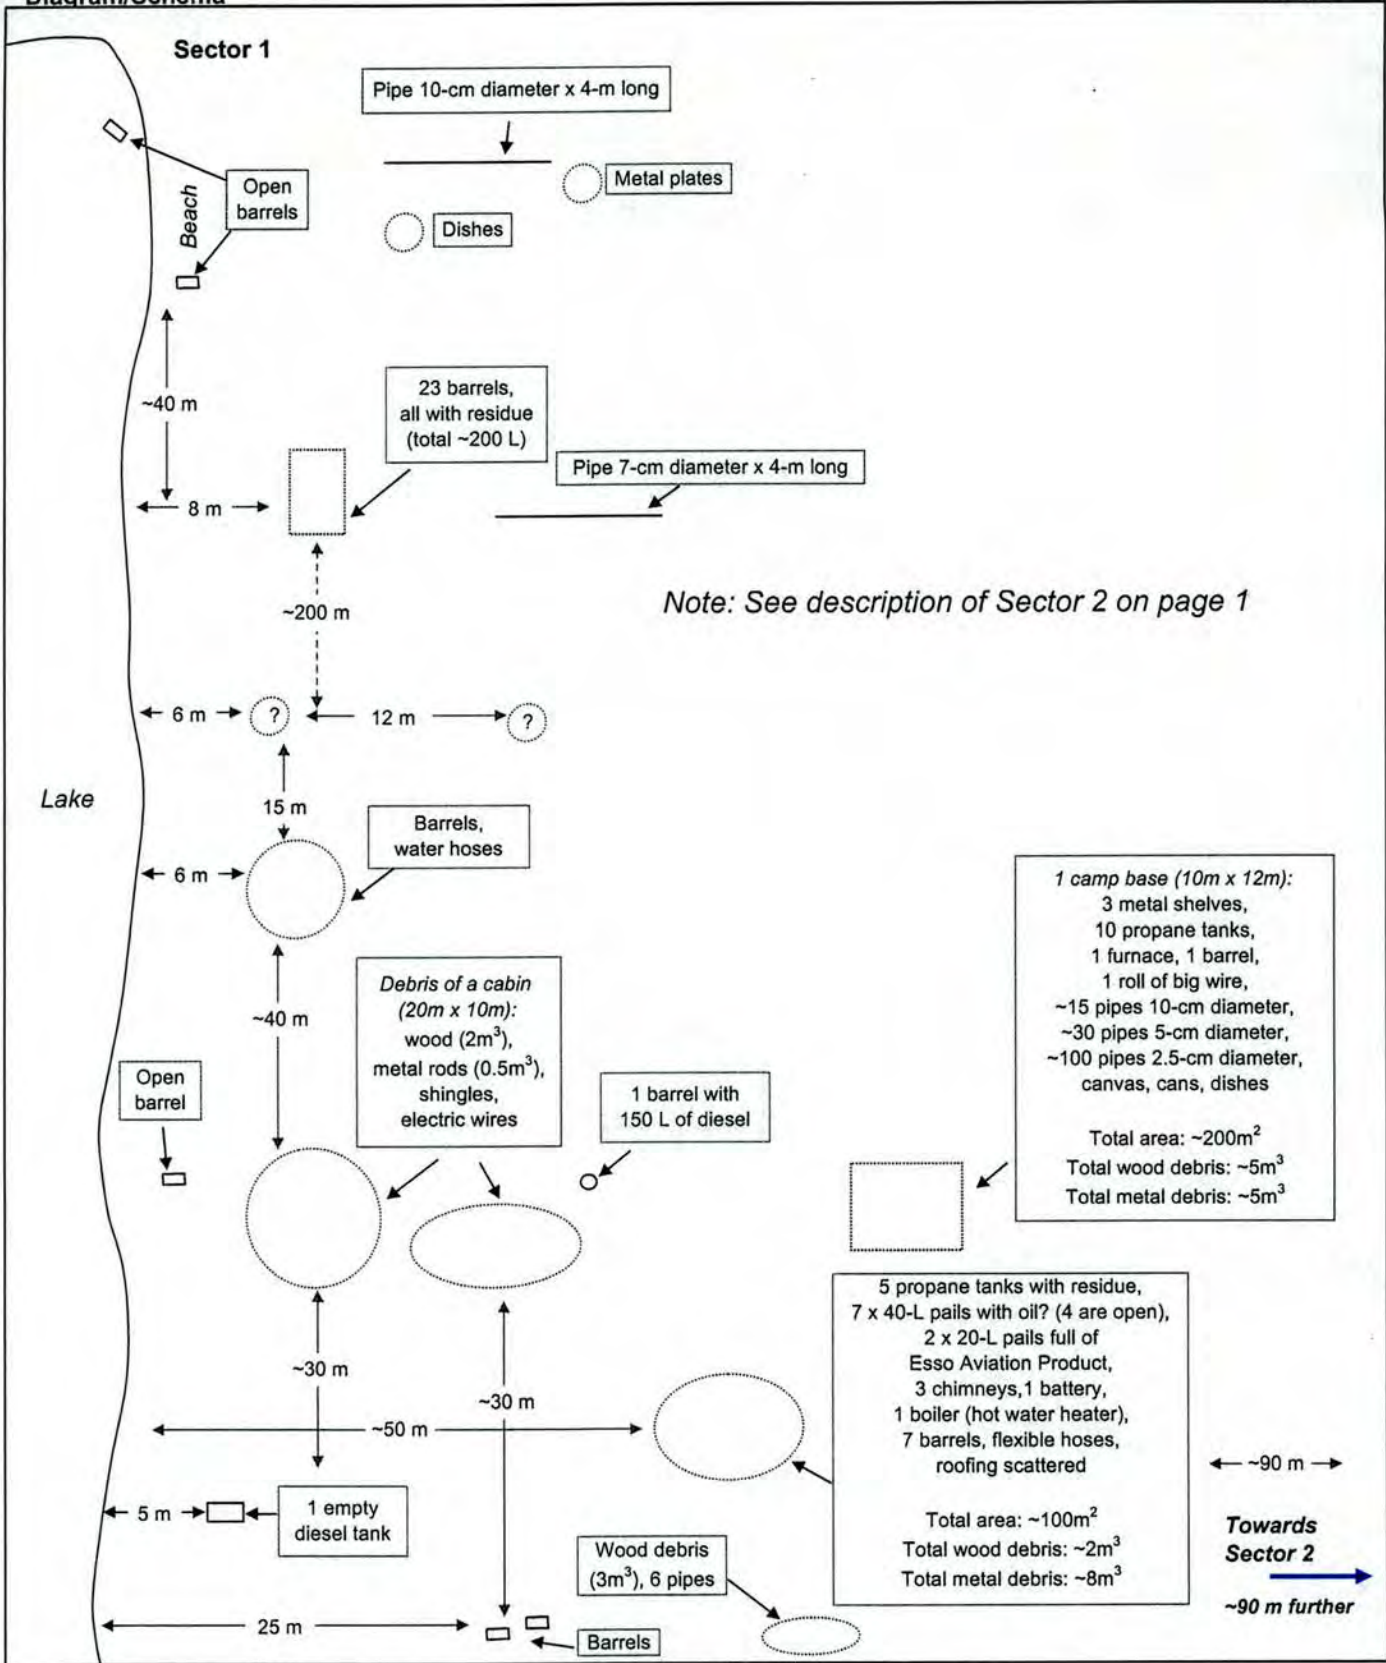 Diagram/Schema
Sector 1
Pipe 10-cm diameter x 4-m long
Open
barrels
Beach
Metal plates
Dishes
~40 m
23 barrels,
all with residue
(total ~200 L)
Pipe 7-cm diameter x 4-m long
8 m
~200 m
Note: See description of Sector 2 on page 1
6 m
?
12 m
?
Lake
15 m
Barrels,
water hoses
6 m
1 camp base (10m x 12m):
3 metal shelves,
10 propane tanks,
1 furnace, 1 barrel,
1 roll of big wire,
~15 pipes 10-cm diameter,
~30 pipes 5-cm diameter,
~100 pipes 2.5-cm diameter,
canvas, cans, dishes
Total area: ~200m²
Total wood debris: ~5m³
Total metal debris: ~5m³
~40 m
Debris of a cabin
(20m x 10m):
wood (2m³),
metal rods (0.5m³),
shingles,
electric wires
Open
barrel
1 barrel with
150 L of diesel
5 propane tanks with residue,
7 x 40-L pails with oil? (4 are open),
2 x 20-L pails full of
Esso Aviation Product,
3 chimneys,1 battery,
1 boiler (hot water heater),
7 barrels, flexible hoses,
roofing scattered
Total area: ~100m²
Total wood debris: ~2m³
Total metal debris: ~8m³
~30 m
~30 m
~50 m
~90 m
5 m
1 empty
diesel tank
Towards
Sector 2
~90 m further
Wood debris
(3m³), 6 pipes
25 m
Barrels